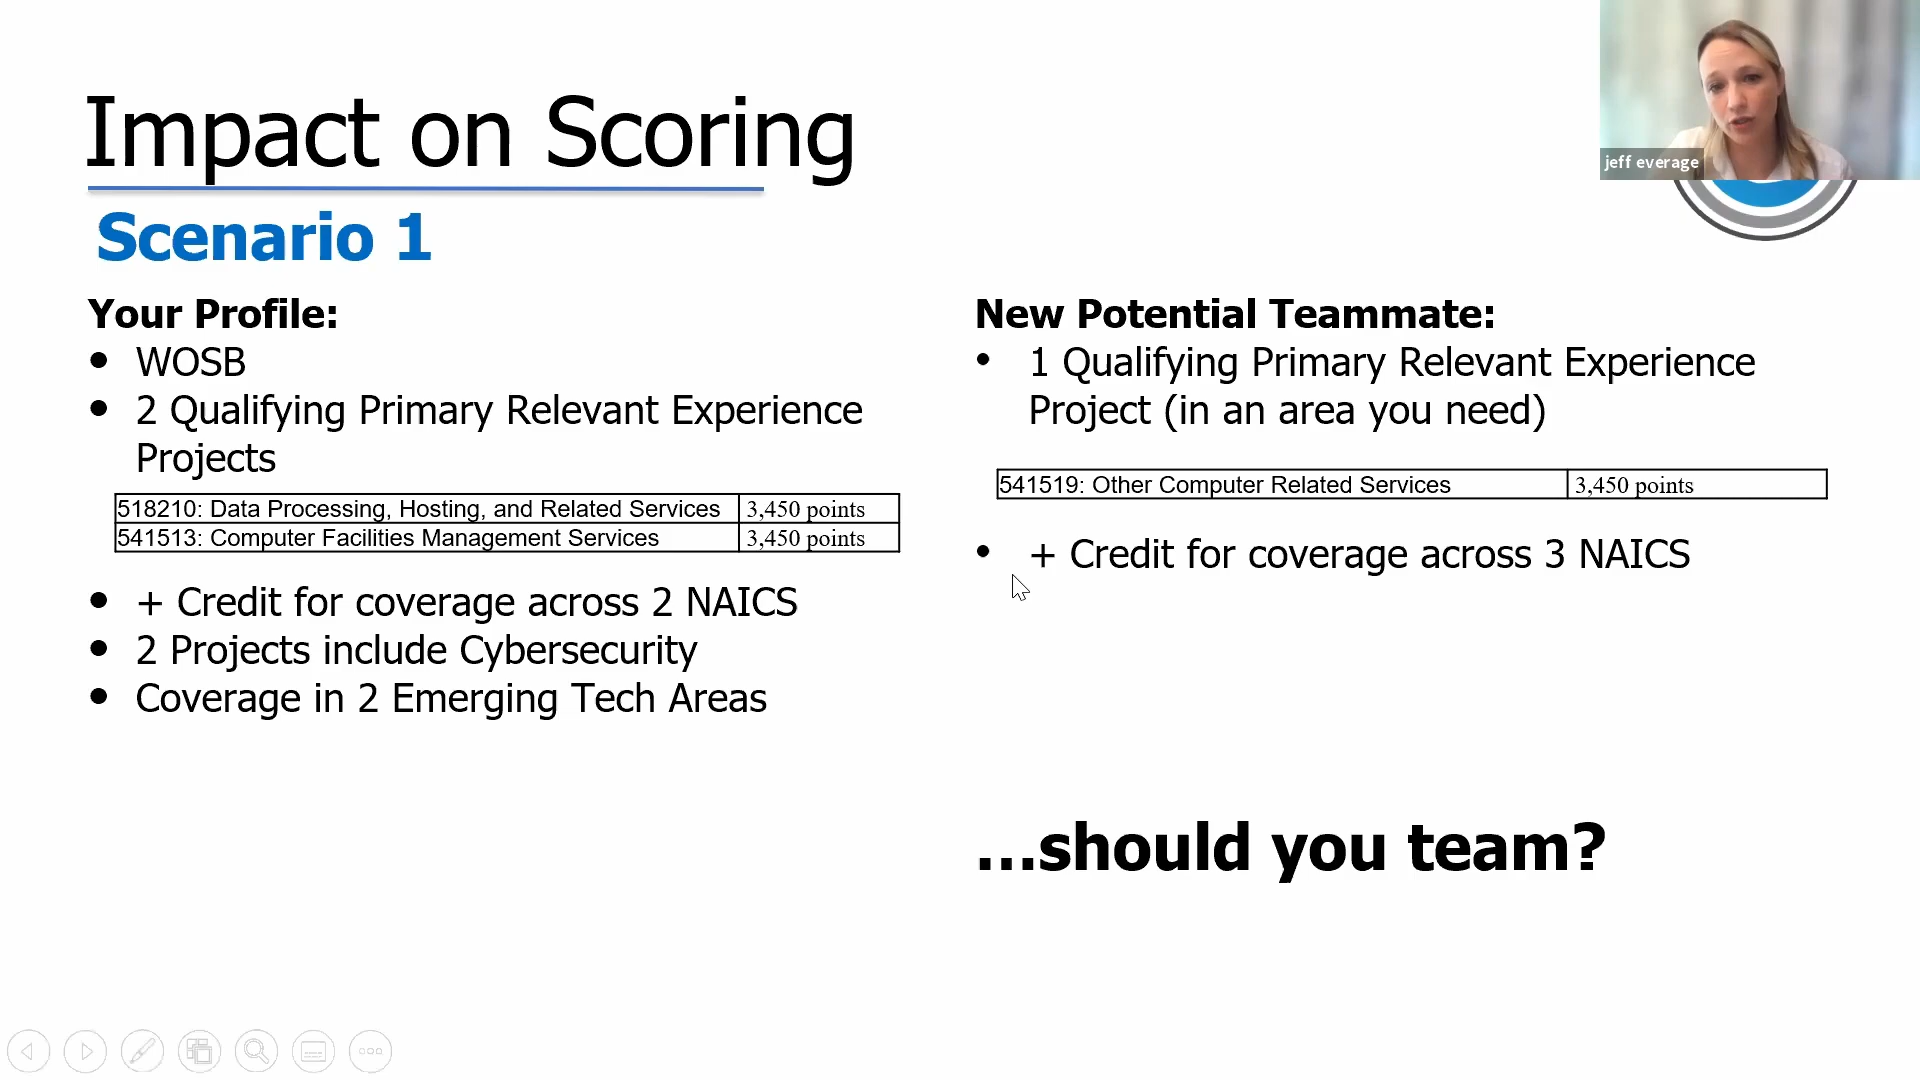 Impact on Scoring
Scenario 1
Your Profile:
• WOSB
• 2 Qualifying Primary Relevant Experience
Projects
518210: Data Processing, Hosting, and Related Services 3,450 points
541513: Computer Facilities Management Services 3,450 points
• + Credit for coverage across 2 NAICS
• 2 Projects include Cybersecurity
• Coverage in 2 Emerging Tech Areas
New Potential Teammate:
• 1 Qualifying Primary Relevant Experience
Project (in an area you need)
541519: Other Computer Related Services 3,450 points
• + Credit for coverage across 3 NAICS
...should you team?
jeff everage